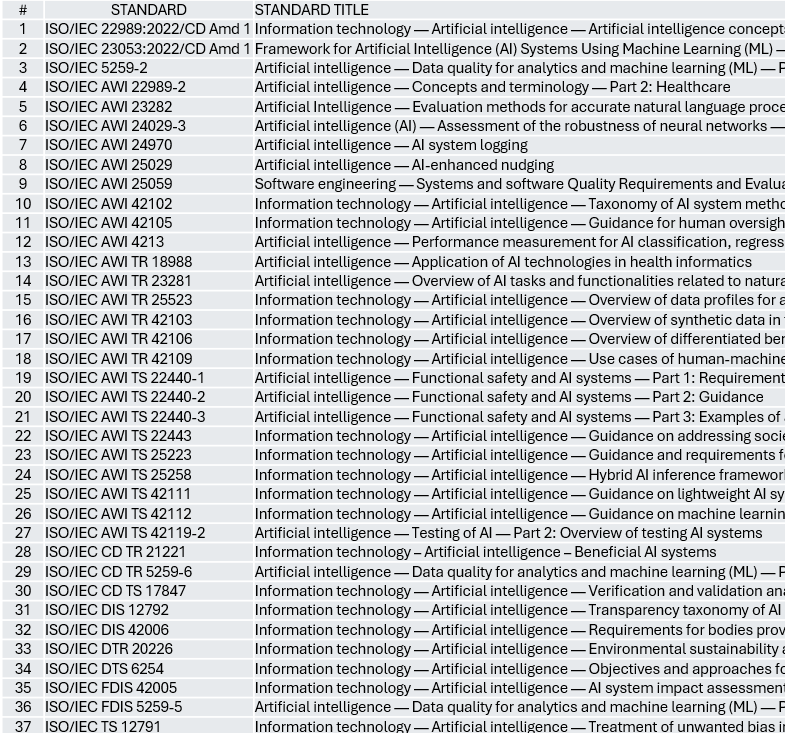 # STANDARD STANDARD TITLE
1 ISO/IEC 22989:2022/CD Amd 1 Information technology — Artificial intelligence — Artificial intelligence concept
2 ISO/IEC 23053:2022/CD Amd 1 Framework for Artificial Intelligence (AI) Systems Using Machine Learning (ML) —
3 ISO/IEC 5259-2 Artificial intelligence — Data quality for analytics and machine learning (ML) — P
4 ISO/IEC AWI 22989-2 Artificial intelligence — Concepts and terminology — Part 2: Healthcare
5 ISO/IEC AWI 23282 Artificial Intelligence — Evaluation methods for accurate natural language proce
6 ISO/IEC AWI 24029-3 Artificial intelligence (AI) — Assessment of the robustness of neural networks —
7 ISO/IEC AWI 24970 Artificial intelligence — AI system logging
8 ISO/IEC AWI 25029 Artificial intelligence — AI-enhanced nudging
9 ISO/IEC AWI 25059 Software engineering — Systems and software Quality Requirements and Evalua
10 ISO/IEC AWI 42102 Information technology — Artificial intelligence — Taxonomy of AI system metho
11 ISO/IEC AWI 42105 Information technology — Artificial intelligence — Guidance for human oversigh
12 ISO/IEC AWI 4213 Artificial intelligence — Performance measurement for AI classification, regress
13 ISO/IEC AWI TR 18988 Artificial intelligence — Application of AI technologies in health informatics
14 ISO/IEC AWI TR 23281 Artificial intelligence — Overview of AI tasks and functionalities related to natura
15 ISO/IEC AWI TR 25523 Information technology — Artificial intelligence — Overview of data profiles for a
16 ISO/IEC AWI TR 42103 Information technology — Artificial intelligence — Overview of synthetic data in
17 ISO/IEC AWI TR 42106 Information technology — Artificial intelligence — Overview of differentiated ben
18 ISO/IEC AWI TR 42109 Information technology — Artificial intelligence — Use cases of human-machine
19 ISO/IEC AWI TS 22440-1 Artificial intelligence — Functional safety and AI systems — Part 1: Requirement
20 ISO/IEC AWI TS 22440-2 Artificial intelligence — Functional safety and AI systems — Part 2: Guidance
21 ISO/IEC AWI TS 22440-3 Artificial intelligence — Functional safety and AI systems — Part 3: Examples of
22 ISO/IEC AWI TS 22443 Information technology — Artificial intelligence — Guidance on addressing socie
23 ISO/IEC AWI TS 25223 Information technology — Artificial intelligence — Guidance and requirements fo
24 ISO/IEC AWI TS 25258 Information technology — Artificial intelligence — Hybrid AI inference framewor
25 ISO/IEC AWI TS 42111 Information technology — Artificial intelligence — Guidance on lightweight AI sy
26 ISO/IEC AWI TS 42112 Information technology — Artificial intelligence — Guidance on machine learnin
27 ISO/IEC AWI TS 42119-2 Artificial intelligence — Testing of AI — Part 2: Overview of testing AI systems
28 ISO/IEC CD TR 21221 Information technology – Artificial intelligence – Beneficial AI systems
29 ISO/IEC CD TR 5259-6 Artificial intelligence — Data quality for analytics and machine learning (ML) — P
30 ISO/IEC CD TS 17847 Information technology — Artificial intelligence — Verification and validation ana
31 ISO/IEC DIS 12792 Information technology — Artificial intelligence — Transparency taxonomy of AI
32 ISO/IEC DIS 42006 Information technology — Artificial intelligence — Requirements for bodies prov
33 ISO/IEC DTR 20226 Information technology — Artificial intelligence — Environmental sustainability a
34 ISO/IEC DTS 6254 Information technology — Artificial intelligence — Objectives and approaches fo
35 ISO/IEC FDIS 42005 Information technology — Artificial intelligence — AI system impact assessment
36 ISO/IEC FDIS 5259-5 Artificial intelligence — Data quality for analytics and machine learning (ML) — P
37 ISO/IEC TS 12791 Information technology — Artificial intelligence — Treatment of unwanted bias i